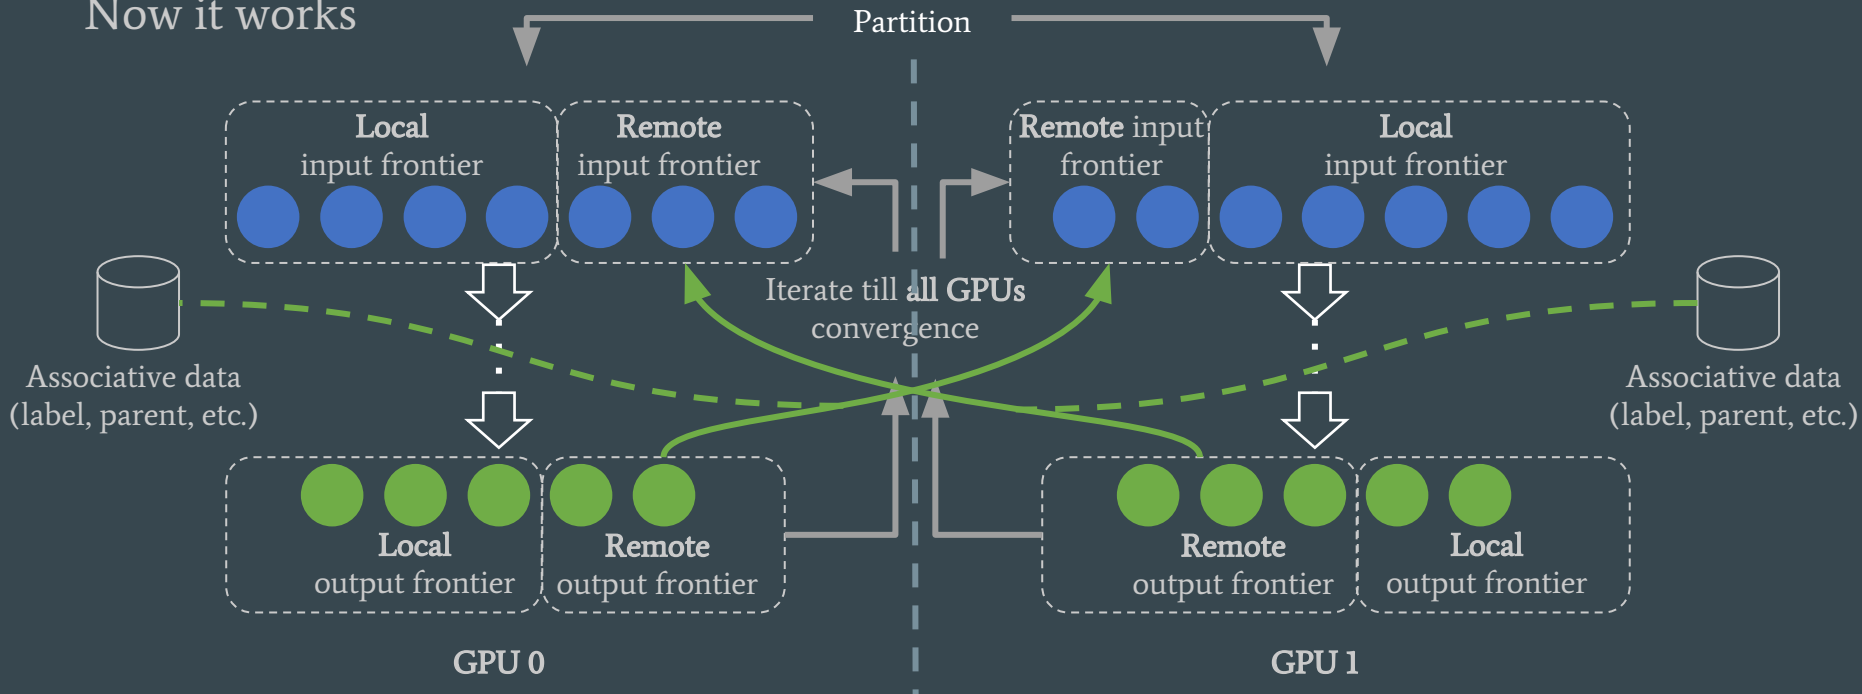 Now it works
Partition
Local
input frontier
Remote
input frontier
Remote input
frontier
Local
input frontier
Iterate till all GPUs
convergence
Associative data
(label, parent, etc.)
Associative data
(label, parent, etc.)
Local
output frontier
Remote
output frontier
Remote
output frontier
Local
output frontier
GPU 0
GPU 1